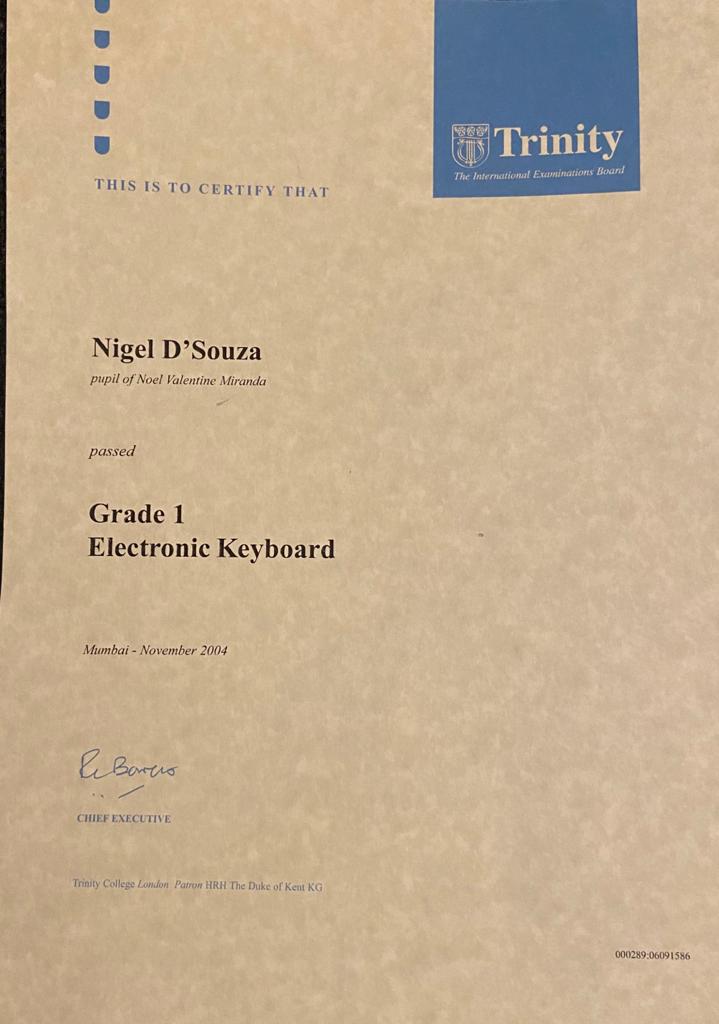 Trinity
The International Examinations Board
THIS IS TO CERTIFY THAT
Nigel D’Souza
pupil of Noel Valentine Miranda
passed
Grade 1
Electronic Keyboard
Mumbai - November 2004
CHIEF EXECUTIVE
Trinity College London Patron HRH The Duke of Kent KG
000289:06091586